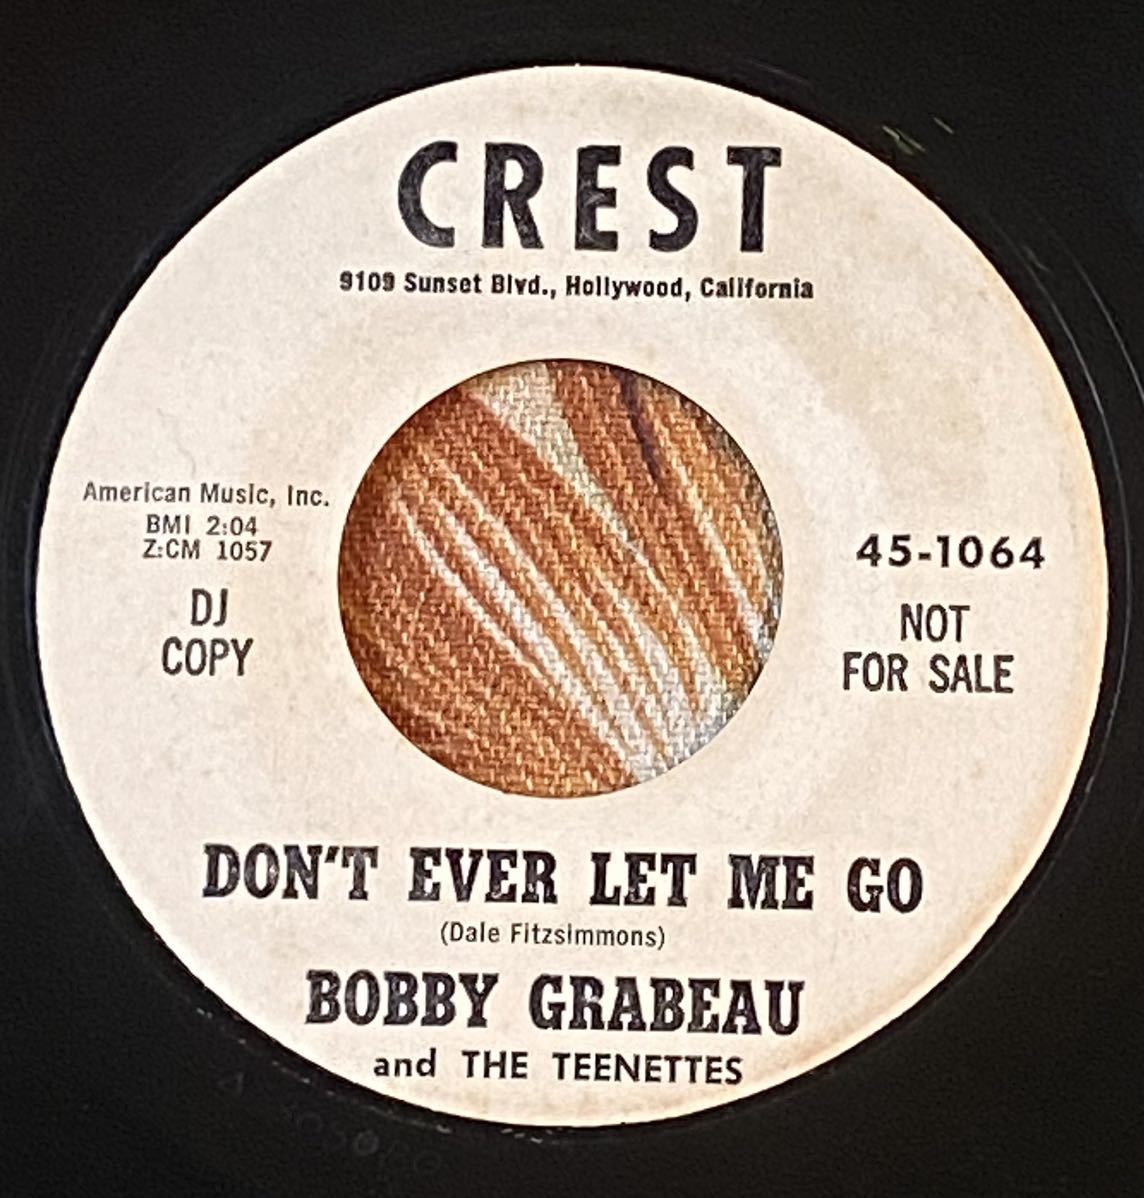 CREST
9109 Sunset Blvd., Hollywood, California
American Music, Inc.
BMI 2:04
Z:CM 1057
DJ
COPY
45-1064
NOT
FOR SALE
DON'T EVER LET ME GO
(Dale Fitzsimmons)
BOBBY GRABEAU
and THE TEENETTES